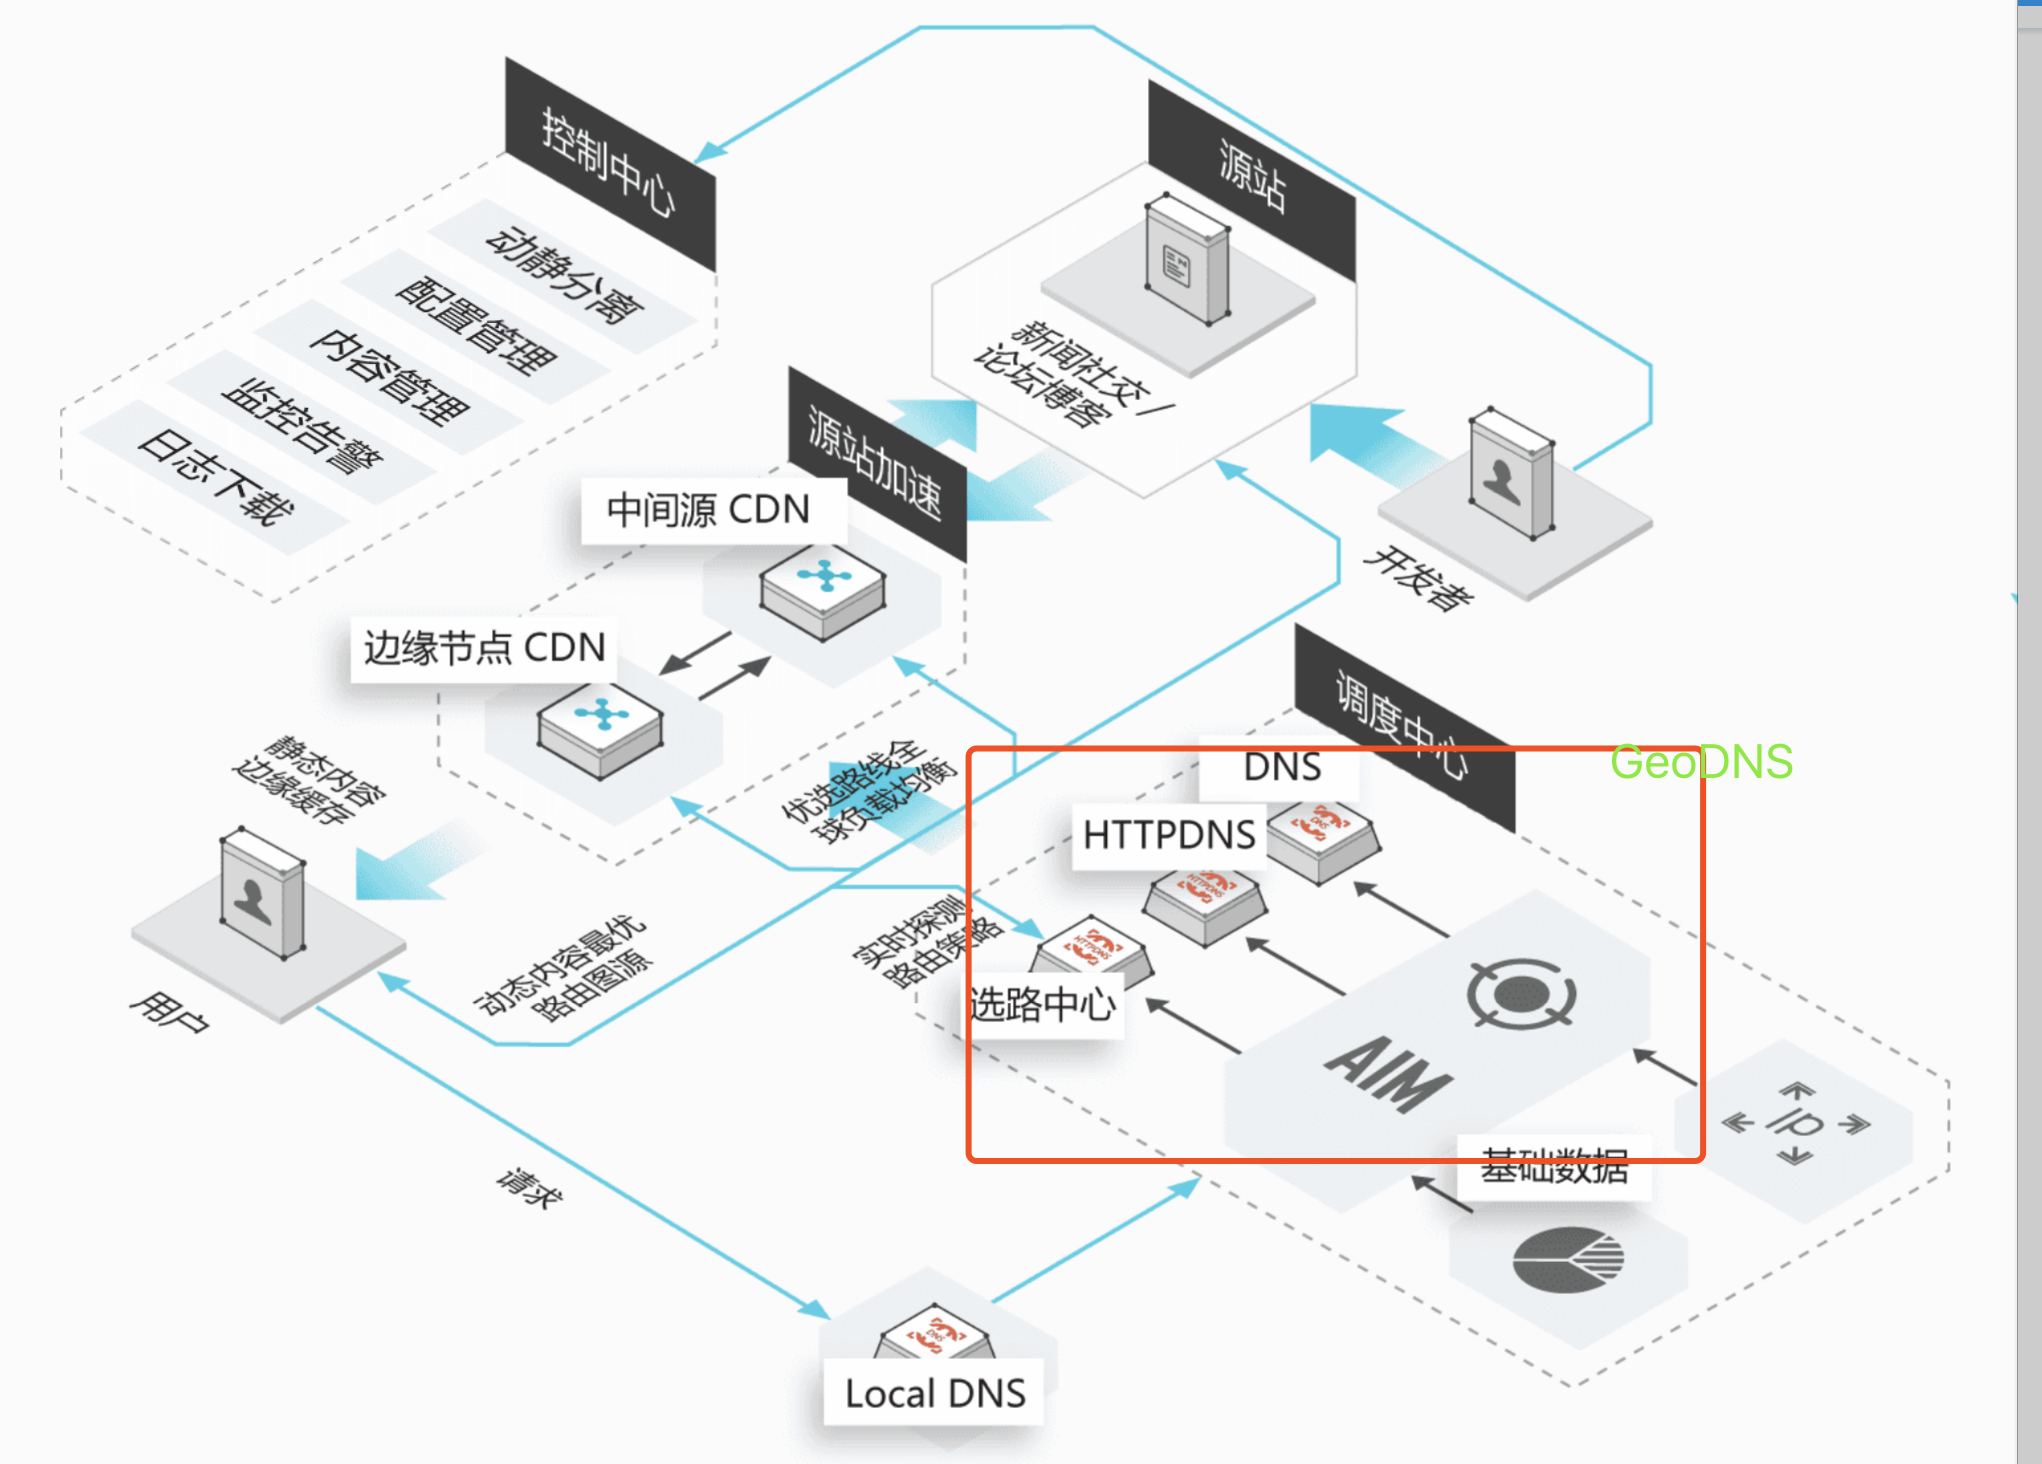 控制中心
动静分离
配置管理
内容管理
监控告警
日志下载
源站
新闻社交 /
论坛博客
源站加速
中间源 CDN
边缘节点 CDN
开发者
调度中心
GeoDNS
DNS
HTTPDNS
选路中心
DNS
HTTPDNS
HTTPDNS
AIM
ip
基础数据
静态内容
边缘缓存
优选路线全
球负载均衡
实时探测
路由策略
动态内容最优
路由图源
用户
请求
DNS
Local DNS